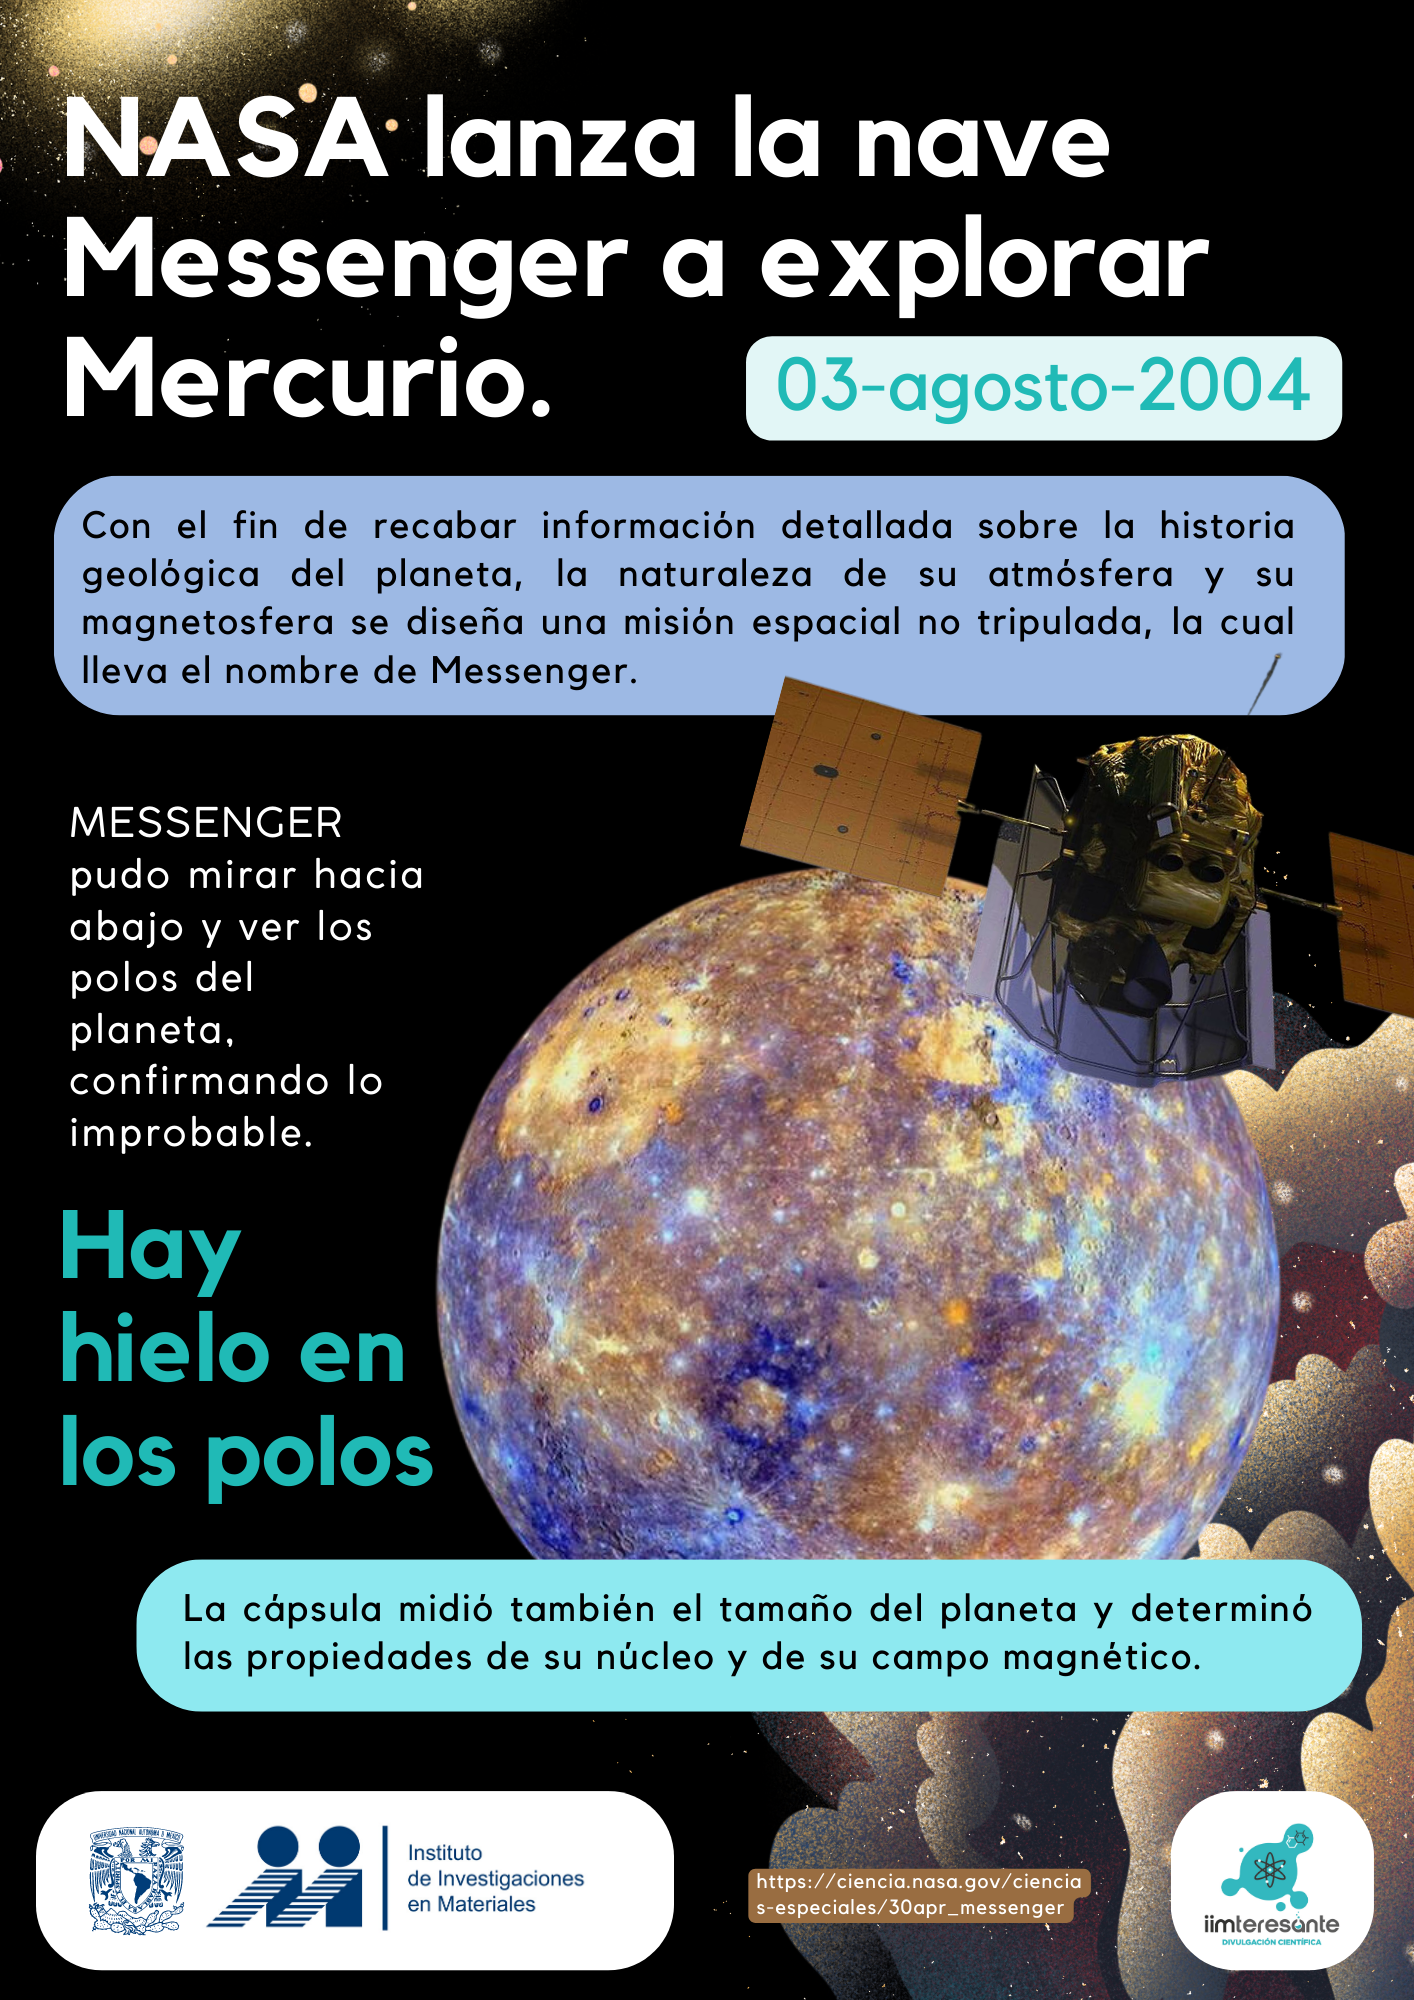 NASA lanza la nave
Messenger a explorar
Mercurio.
03-agosto-2004
Con el fin de recabar información detallada sobre la historia
geológica del planeta, la naturaleza de su atmósfera y su
magnetosfera se diseña una misión espacial no tripulada, la cual
lleva el nombre de Messenger.
MESSENGER
pudo mirar hacia
abajo y ver los
polos del
planeta,
confirmando lo
improbable.
Hay
hielo en
los polos
La cápsula midió también el tamaño del planeta y determinó
las propiedades de su núcleo y de su campo magnético.
UNIVERSIDAD NACIONAL AUTÓNOMA DE MÉXICO
Instituto
de Investigaciones
en Materiales
https://ciencia.nasa.gov/ciencia
s-especiales/30apr_messenger
iimteresante
DIVULGACIÓN CIENTÍFICA